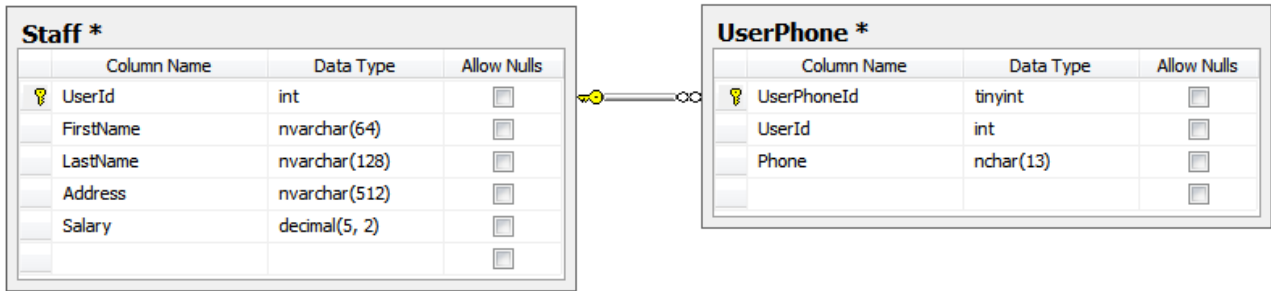 Staff *
Column Name Data Type Allow Nulls
UserId int
FirstName nvarchar(64)
LastName nvarchar(128)
Address nvarchar(512)
Salary decimal(5, 2)
UserPhone *
Column Name Data Type Allow Nulls
UserPhoneId tinyint
UserId int
Phone nchar(13)